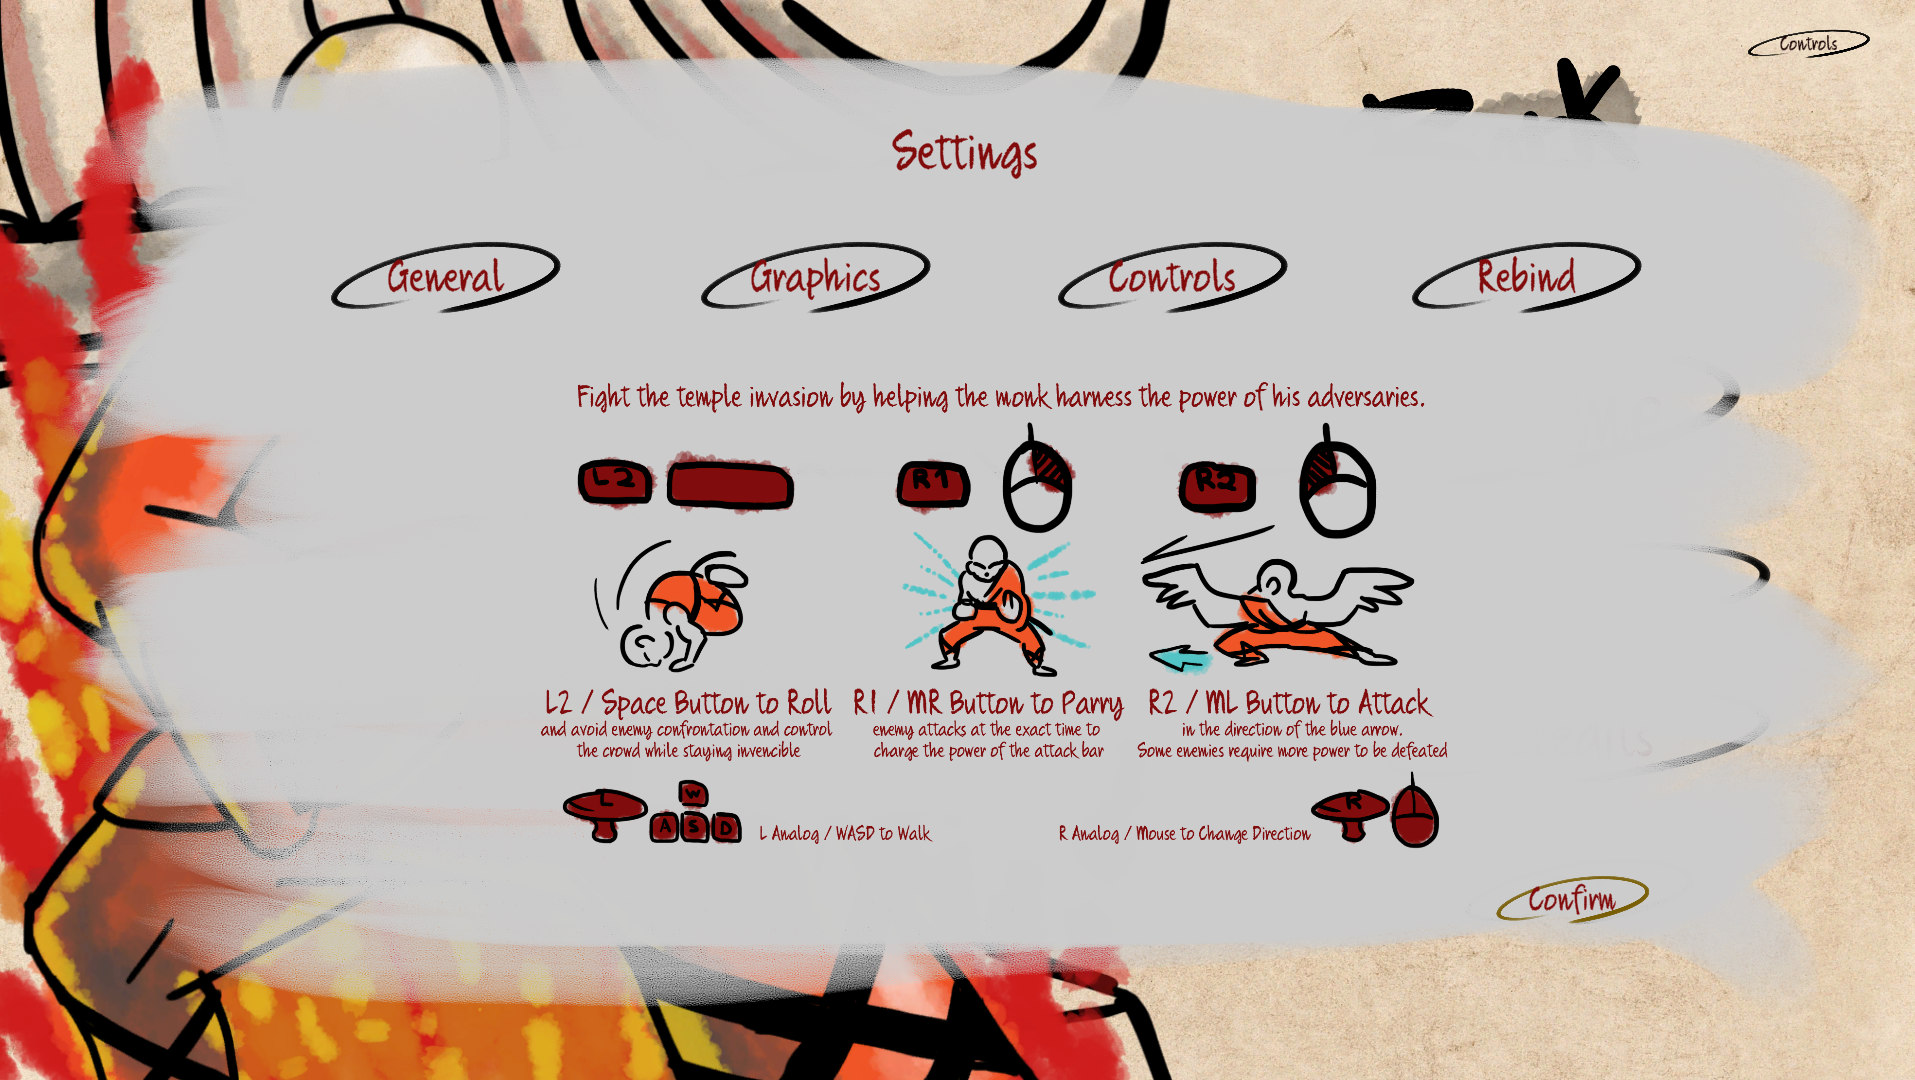 Controls
Settings
General
Graphics
Controls
Rebind
Fight the temple invasion by helping the monk harness the power of his adversaries.
L2
R1
R2
L2 / Space Button to Roll
and avoid enemy confrontation and control
the crowd while staying invencible
R1 / MR Button to Parry
enemy attacks at the exact time to
charge the power of the attack bar
R2 / ML Button to Attack
in the direction of the blue arrow.
Some enemies require more power to be defeated
L
W
A S D
L Analog / WASD to Walk
R Analog / Mouse to Change Direction
R
Confirm